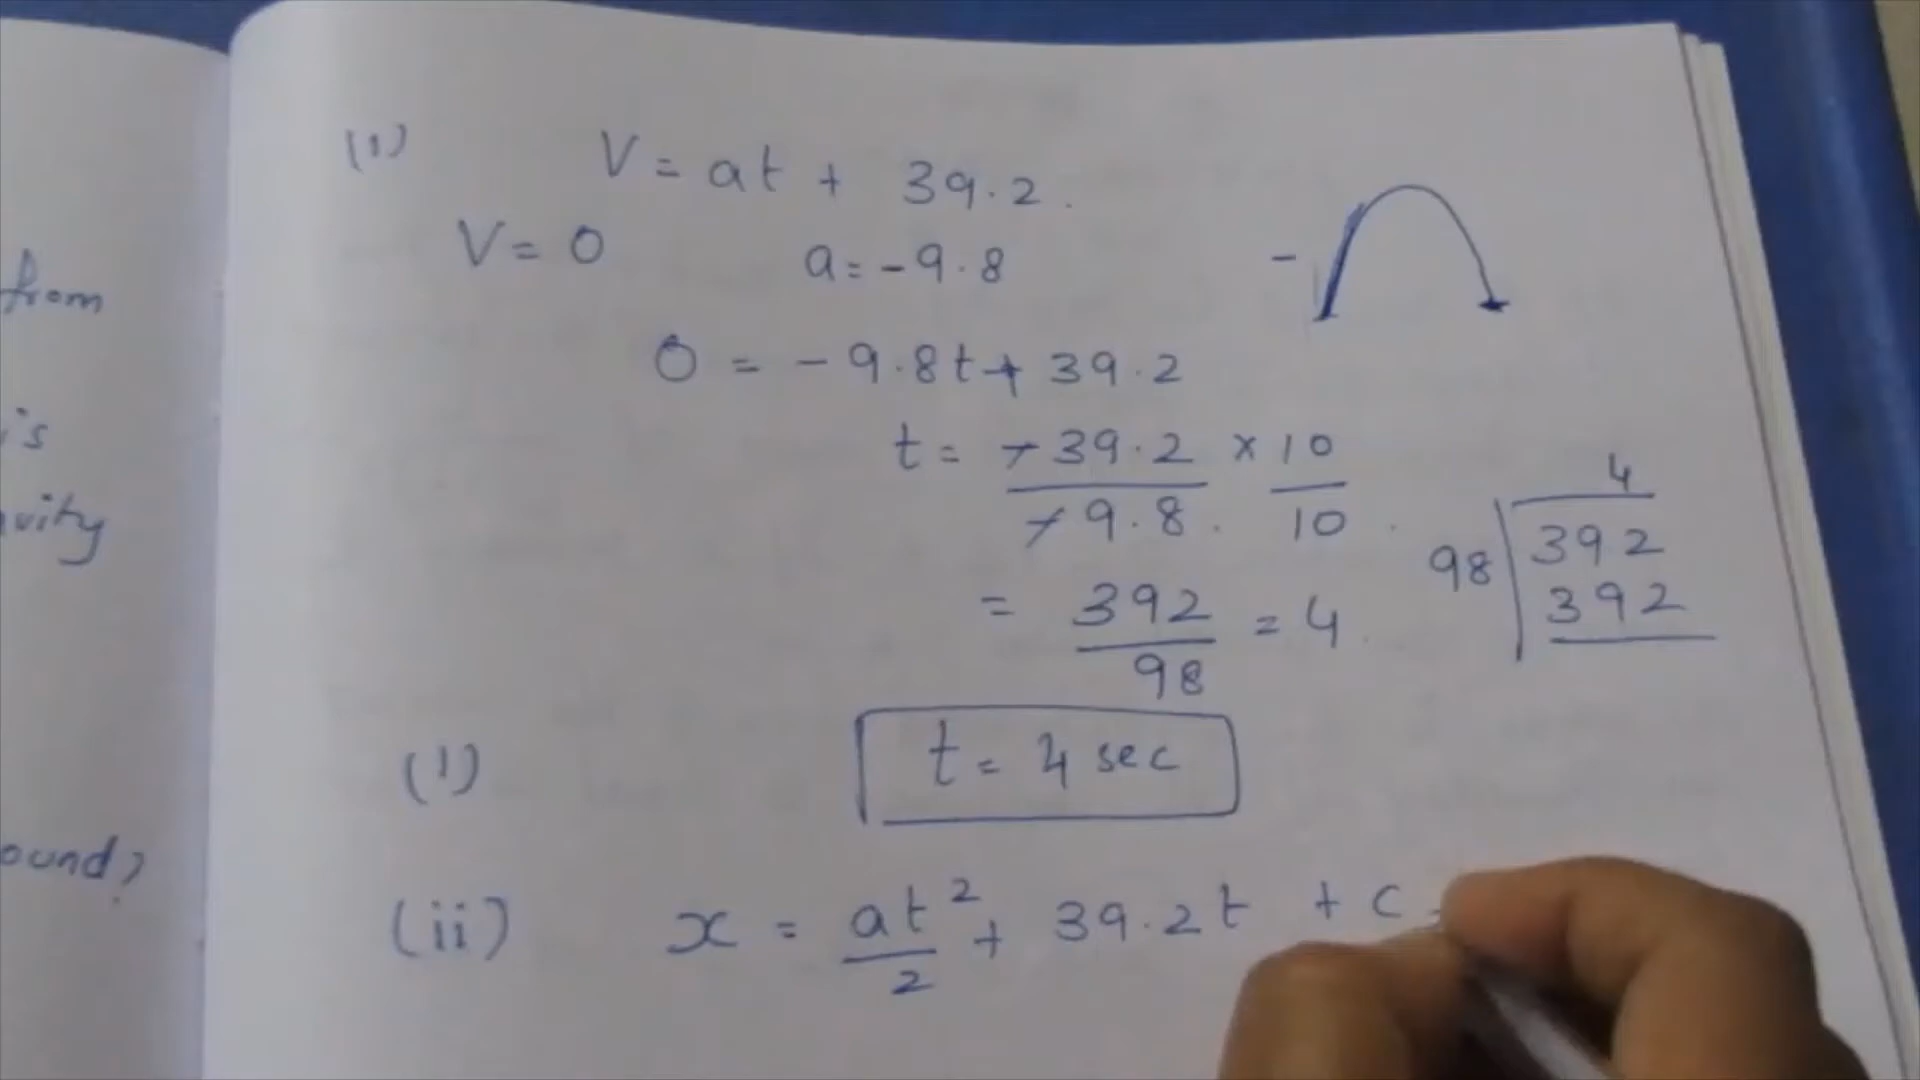 from
is
ound?
(1) V = at + 39.2.
V = 0 a = -9.8
-
0 = -9.8t + 39.2
t = -39.2 / -9.8 × 10 / 10
= 392 / 98 = 4
4
98 392
392
(1) t = 4 sec
(ii) x = at² / 2 + 39.2t + c